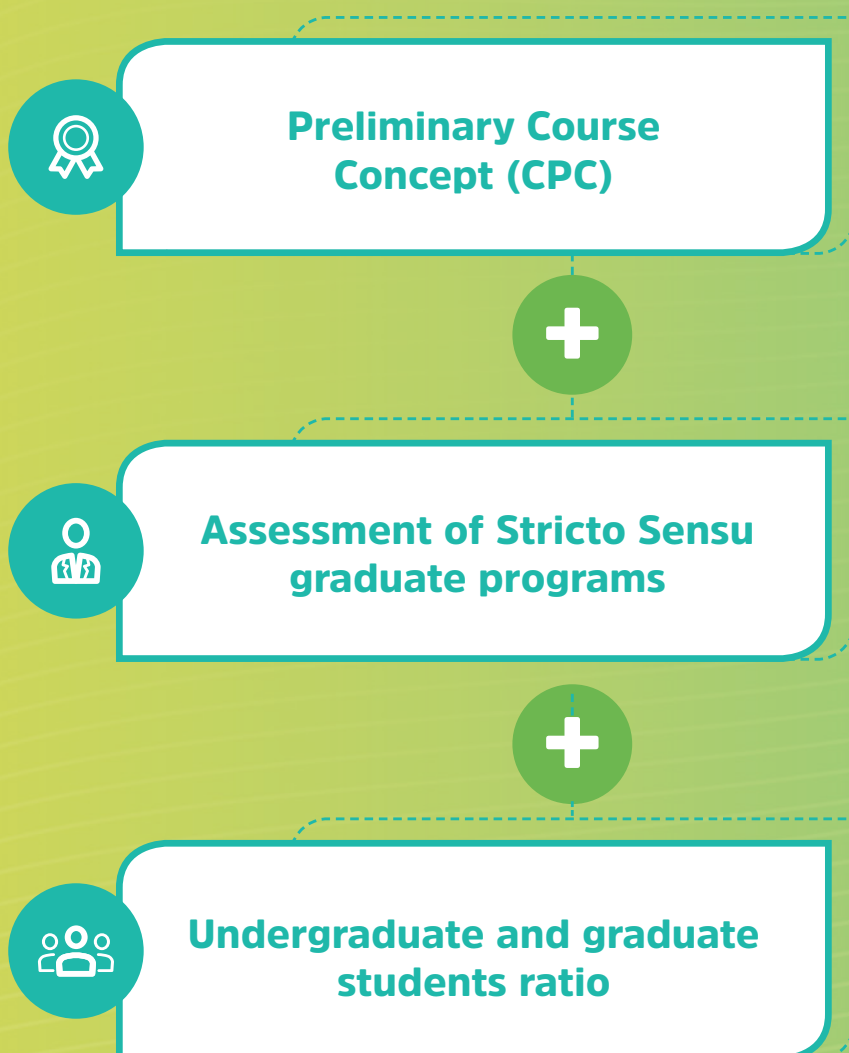 Preliminary Course
Concept (CPC)
Assessment of Stricto Sensu
graduate programs
Undergraduate and graduate
students ratio